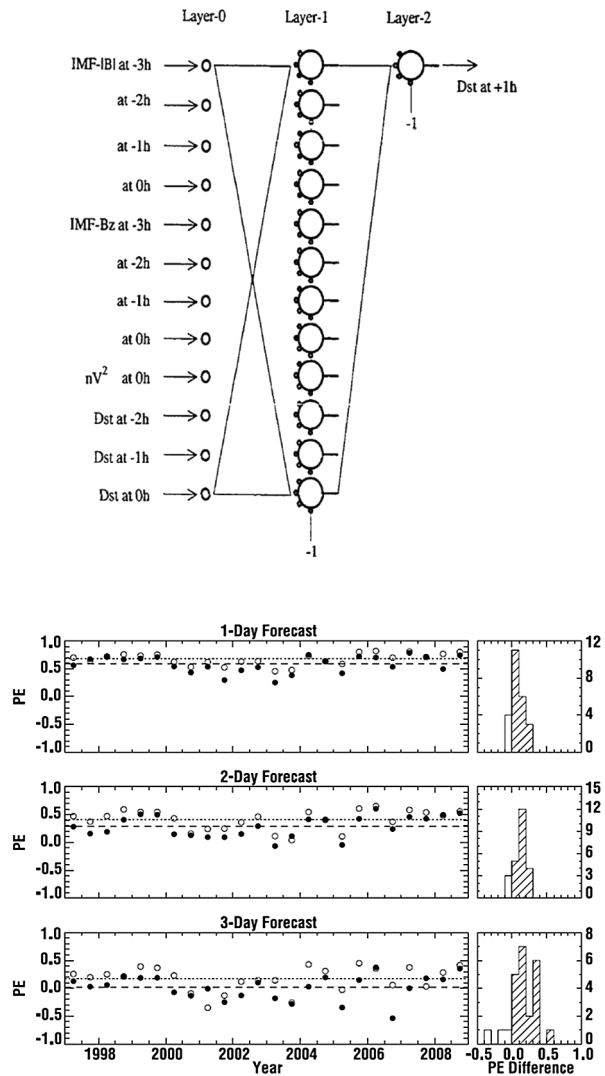 Layer-0 Layer-1 Layer-2
IMF-|B| at -3h
Dst at +1h
at -2h
-1
at -1h
at 0h
IMF-Bz at -3h
at -2h
at -1h
at 0h
nV² at 0h
Dst at -2h
Dst at -1h
Dst at 0h
-1
1-Day Forecast
1.0 12
0.5 8
PE
0.0
-0.5 4
-1.0 0
2-Day Forecast
1.0 15
0.5 12
9
PE
0.0
6
-0.5 3
-1.0 0
3-Day Forecast
1.0 8
0.5 6
PE
0.0 4
-0.5 2
-1.0 0
1998 2000 2002 2004 2006 2008 -0.5 0.0 0.5 1.0
Year PE Difference